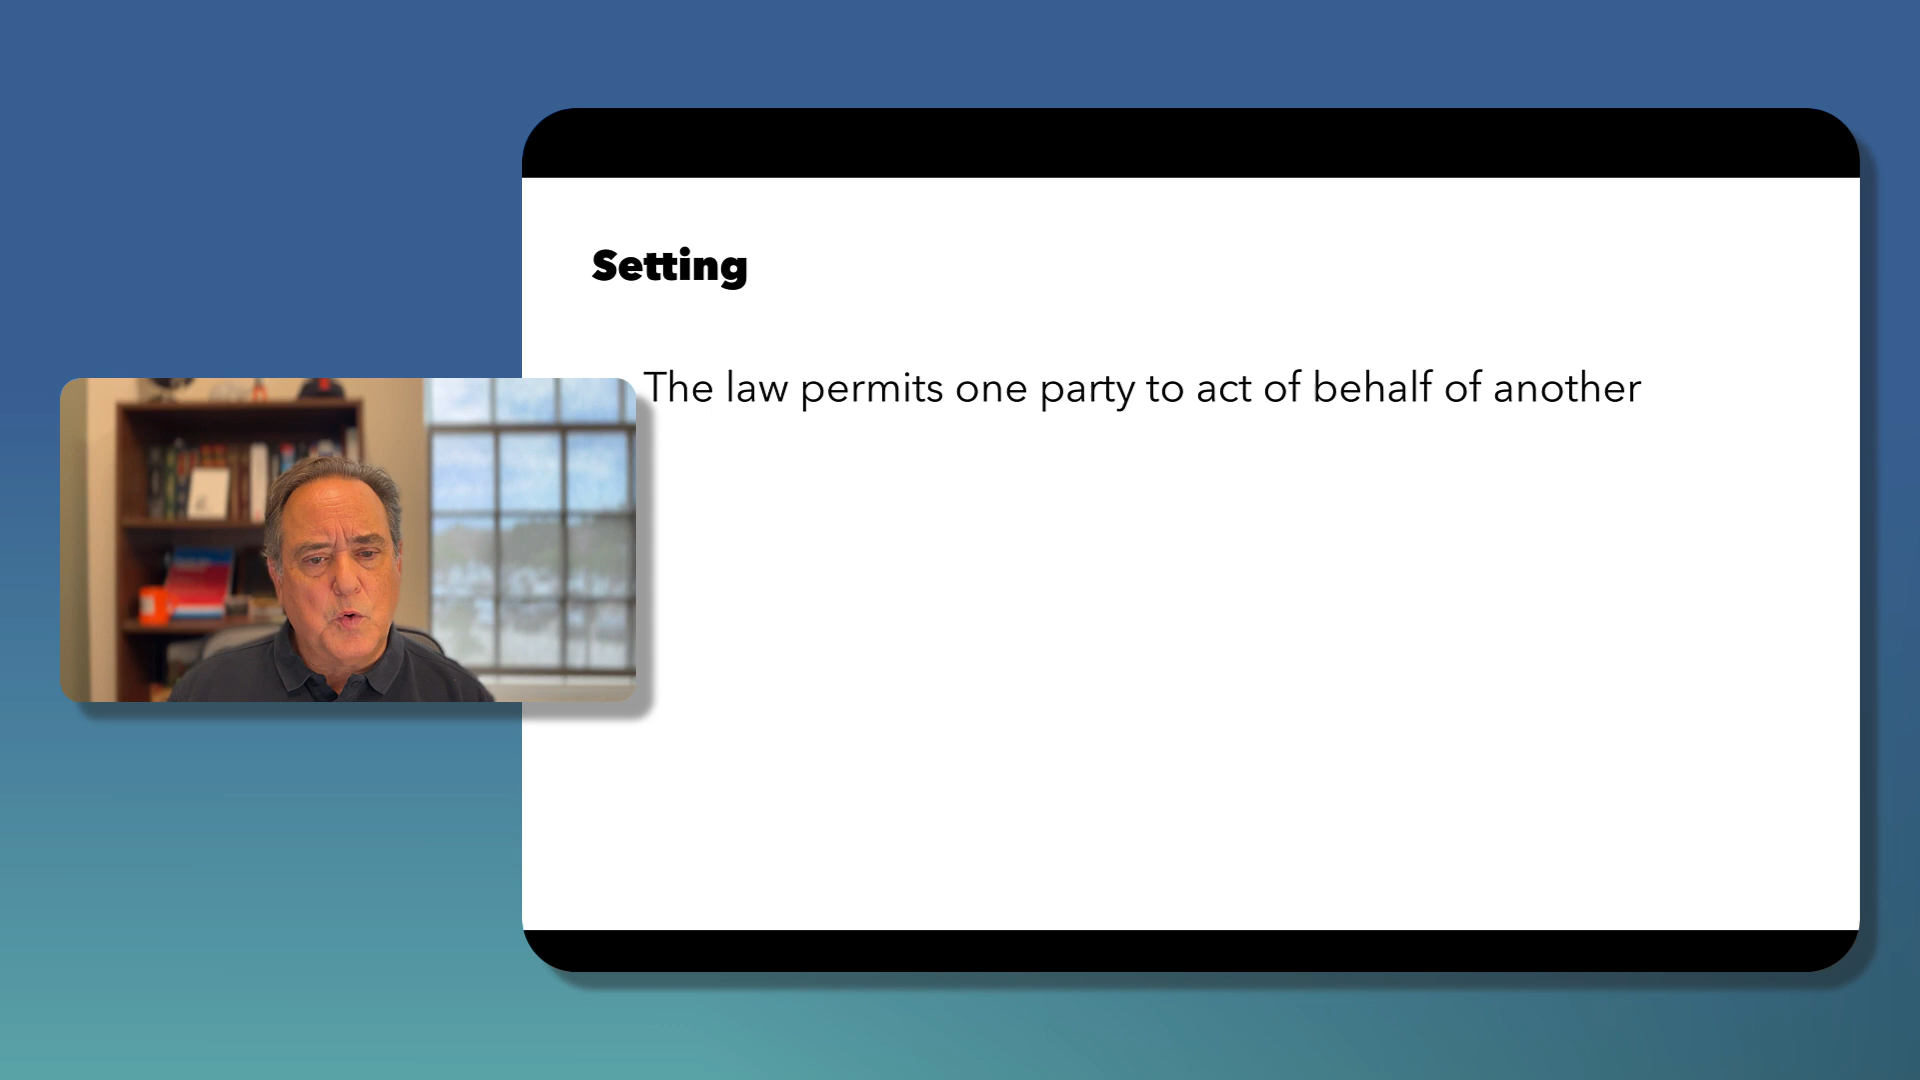 Setting
The law permits one party to act of behalf of another